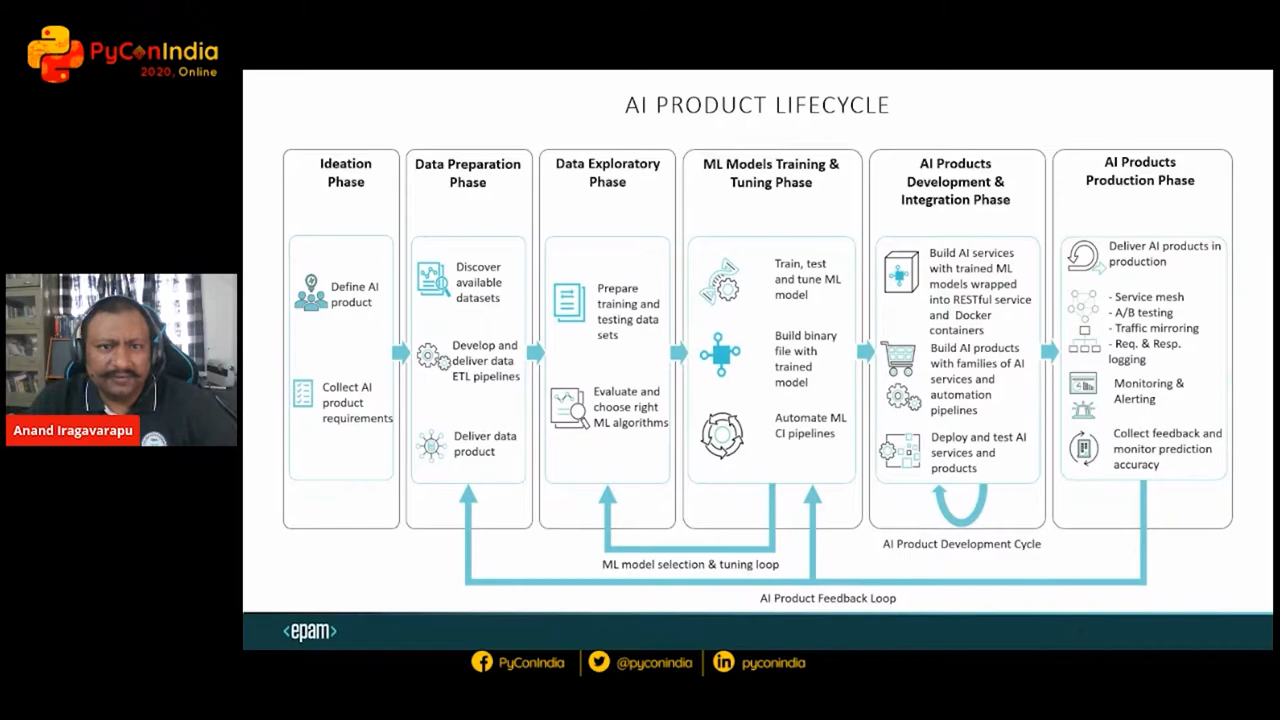 PyConIndia
2020, Online
AI PRODUCT LIFECYCLE
Ideation
Phase
Define AI
product
Collect AI
product
requirements
Data Preparation
Phase
Discover
available
datasets
Develop and
deliver data
ETL pipelines
Deliver data
product
Data Exploratory
Phase
Prepare
training and
testing data
sets
Evaluate and
choose right
ML algorithms
ML Models Training &
Tuning Phase
Train, test
and tune ML
model
Build binary
file with
trained
model
Automate ML
CI pipelines
AI Products
Development &
Integration Phase
Build AI services
with trained ML
models wrapped
into RESTful service
and Docker
containers
Build AI products
with families of AI
services and
automation
pipelines
Deploy and test AI
services and
products
AI Products
Production Phase
Deliver AI products in
production
- Service mesh
- A/B testing
- Traffic mirroring
- Req. & Resp.
logging
Monitoring &
Alerting
Collect feedback and
monitor prediction
accuracy
AI Product Development Cycle
ML model selection & tuning loop
AI Product Feedback Loop
Anand Iragavarapu
<epam>
PyConIndia
@pyconindia
pyconindia